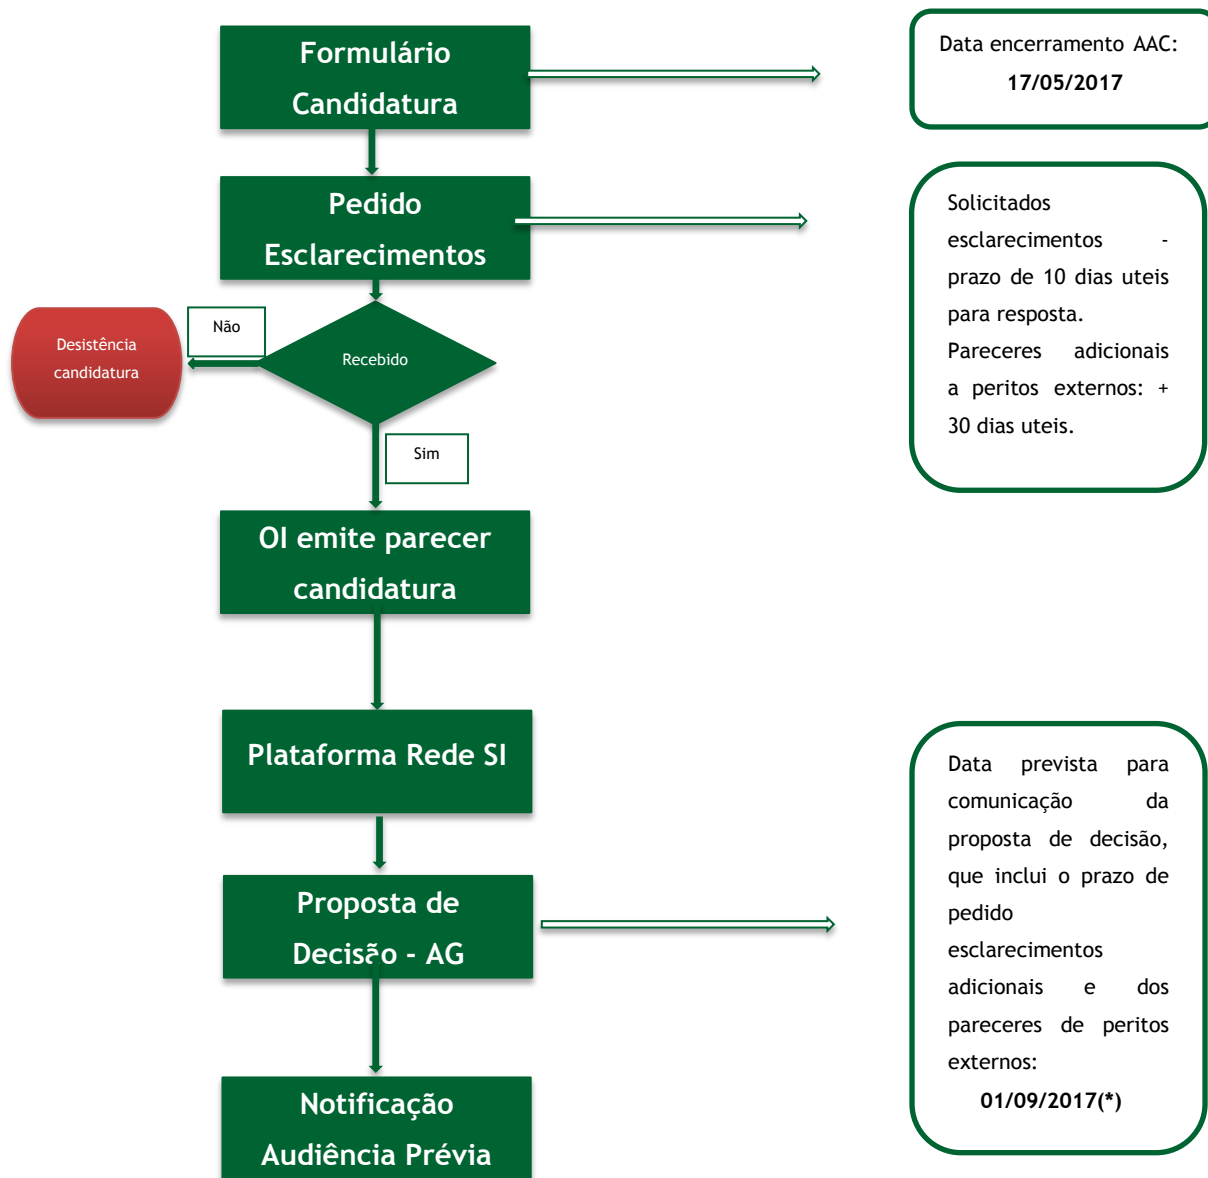 Formulário
Candidatura
Data encerramento AAC:
17/05/2017
Pedido
Esclarecimentos
Solicitados
esclarecimentos -
prazo de 10 dias uteis
para resposta.
Pareceres adicionais
a peritos externos: +
30 dias uteis.
Não
Desistência
candidatura
Recebido
Sim
OI emite parecer
candidatura
Plataforma Rede SI
Proposta de
Decisão - AG
Data prevista para
comunicação da
proposta de decisão,
que inclui o prazo de
pedido
esclarecimentos
adicionais e dos
pareceres de peritos
externos:
01/09/2017(*)
Notificação
Audiência Prévia